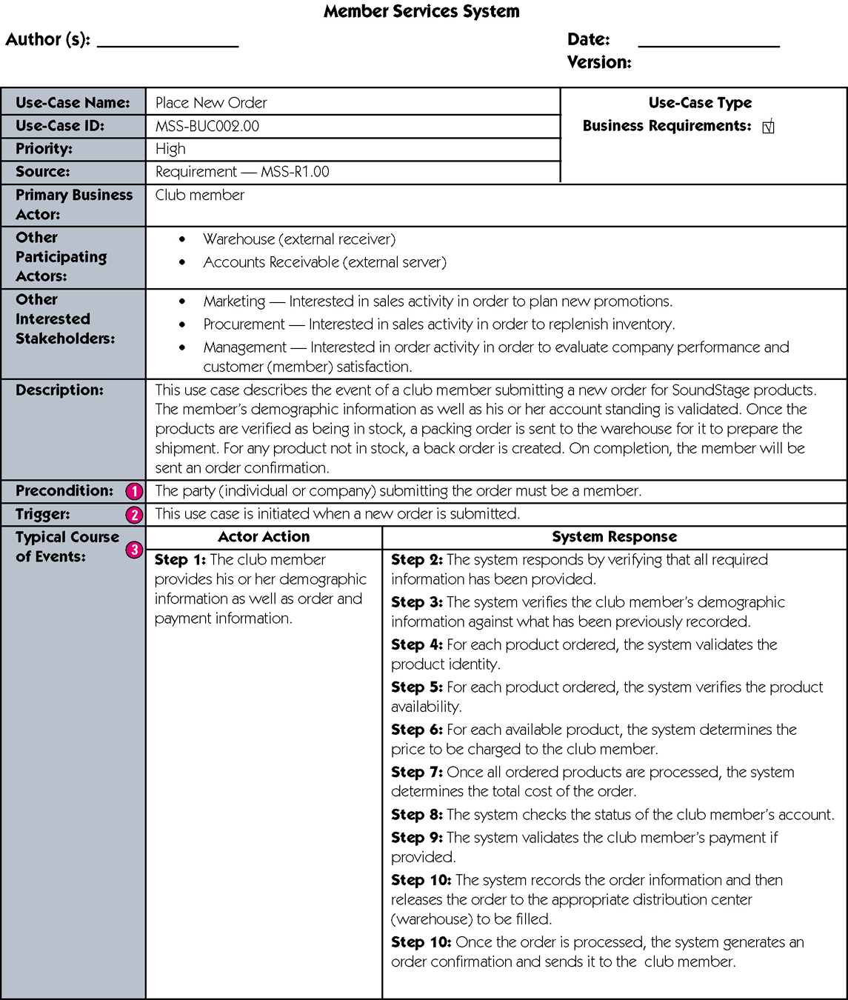 Member Services System
Author (s):
Date:
Version:
Use-Case Name: Place New Order
Use-Case Type
Use-Case ID: MSS-BUC002.00
Business Requirements: ☑
Priority: High
Source: Requirement — MSS-R1.00
Primary Business
Actor:
Club member
Other
Participating
Actors:
• Warehouse (external receiver)
• Accounts Receivable (external server)
Other
Interested
Stakeholders:
• Marketing — Interested in sales activity in order to plan new promotions.
• Procurement — Interested in sales activity in order to replenish inventory.
• Management — Interested in order activity in order to evaluate company performance and
customer (member) satisfaction.
Description:
This use case describes the event of a club member submitting a new order for SoundStage products.
The member's demographic information as well as his or her account standing is validated. Once the
products are verified as being in stock, a packing order is sent to the warehouse for it to prepare the
shipment. For any product not in stock, a back order is created. On completion, the member will be
sent an order confirmation.
Precondition: 1 The party (individual or company) submitting the order must be a member.
Trigger: 2 This use case is initiated when a new order is submitted.
Typical Course
of Events: 3
Actor Action
Step 1: The club member
provides his or her demographic
information as well as order and
payment information.
System Response
Step 2: The system responds by verifying that all required
information has been provided.
Step 3: The system verifies the club member's demographic
information against what has been previously recorded.
Step 4: For each product ordered, the system validates the
product identity.
Step 5: For each product ordered, the system verifies the product
availability.
Step 6: For each available product, the system determines the
price to be charged to the club member.
Step 7: Once all ordered products are processed, the system
determines the total cost of the order.
Step 8: The system checks the status of the club member's account.
Step 9: The system validates the club member's payment if
provided.
Step 10: The system records the order information and then
releases the order to the appropriate distribution center
(warehouse) to be filled.
Step 10: Once the order is processed, the system generates an
order confirmation and sends it to the club member.